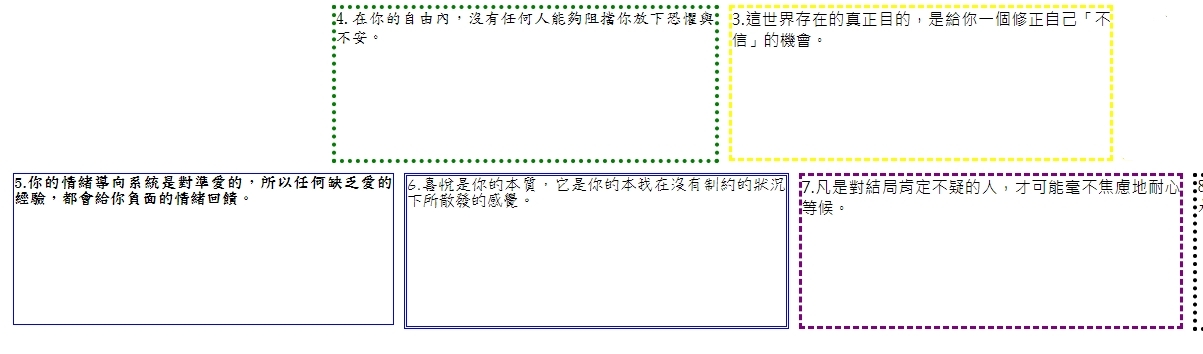 4.在你的自由內，沒有任何人能夠阻擋你放下恐懼與
不安。
3.這世界存在的真正目的，是給你一個修正自己「不
信」的機會。
5.你的情緒導向系統是對準愛的，所以任何缺乏愛的
經驗，都會給你負面的情緒回饋。
6.喜悅是你的本質，它是你的本我在沒有制約的狀況
下所散發的感覺。
7.凡是對結局肯定不疑的人，才可能毫不焦慮地耐心
等候。